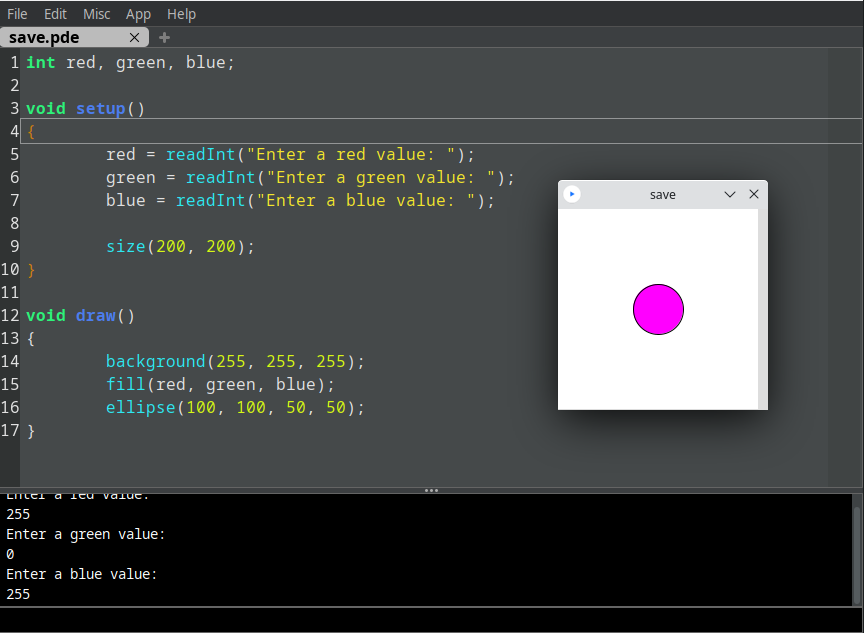 File Edit Misc App Help
save.pde
1 int red, green, blue;
2
3 void setup()
4 {
5 red = readInt("Enter a red value: ");
6 green = readInt("Enter a green value: ");
7 blue = readInt("Enter a blue value: ");
8
9 size(200, 200);
10 }
11
12 void draw()
13 {
14 background(255, 255, 255);
15 fill(red, green, blue);
16 ellipse(100, 100, 50, 50);
17 }
save
Enter a red value:
255
Enter a green value:
0
Enter a blue value:
255